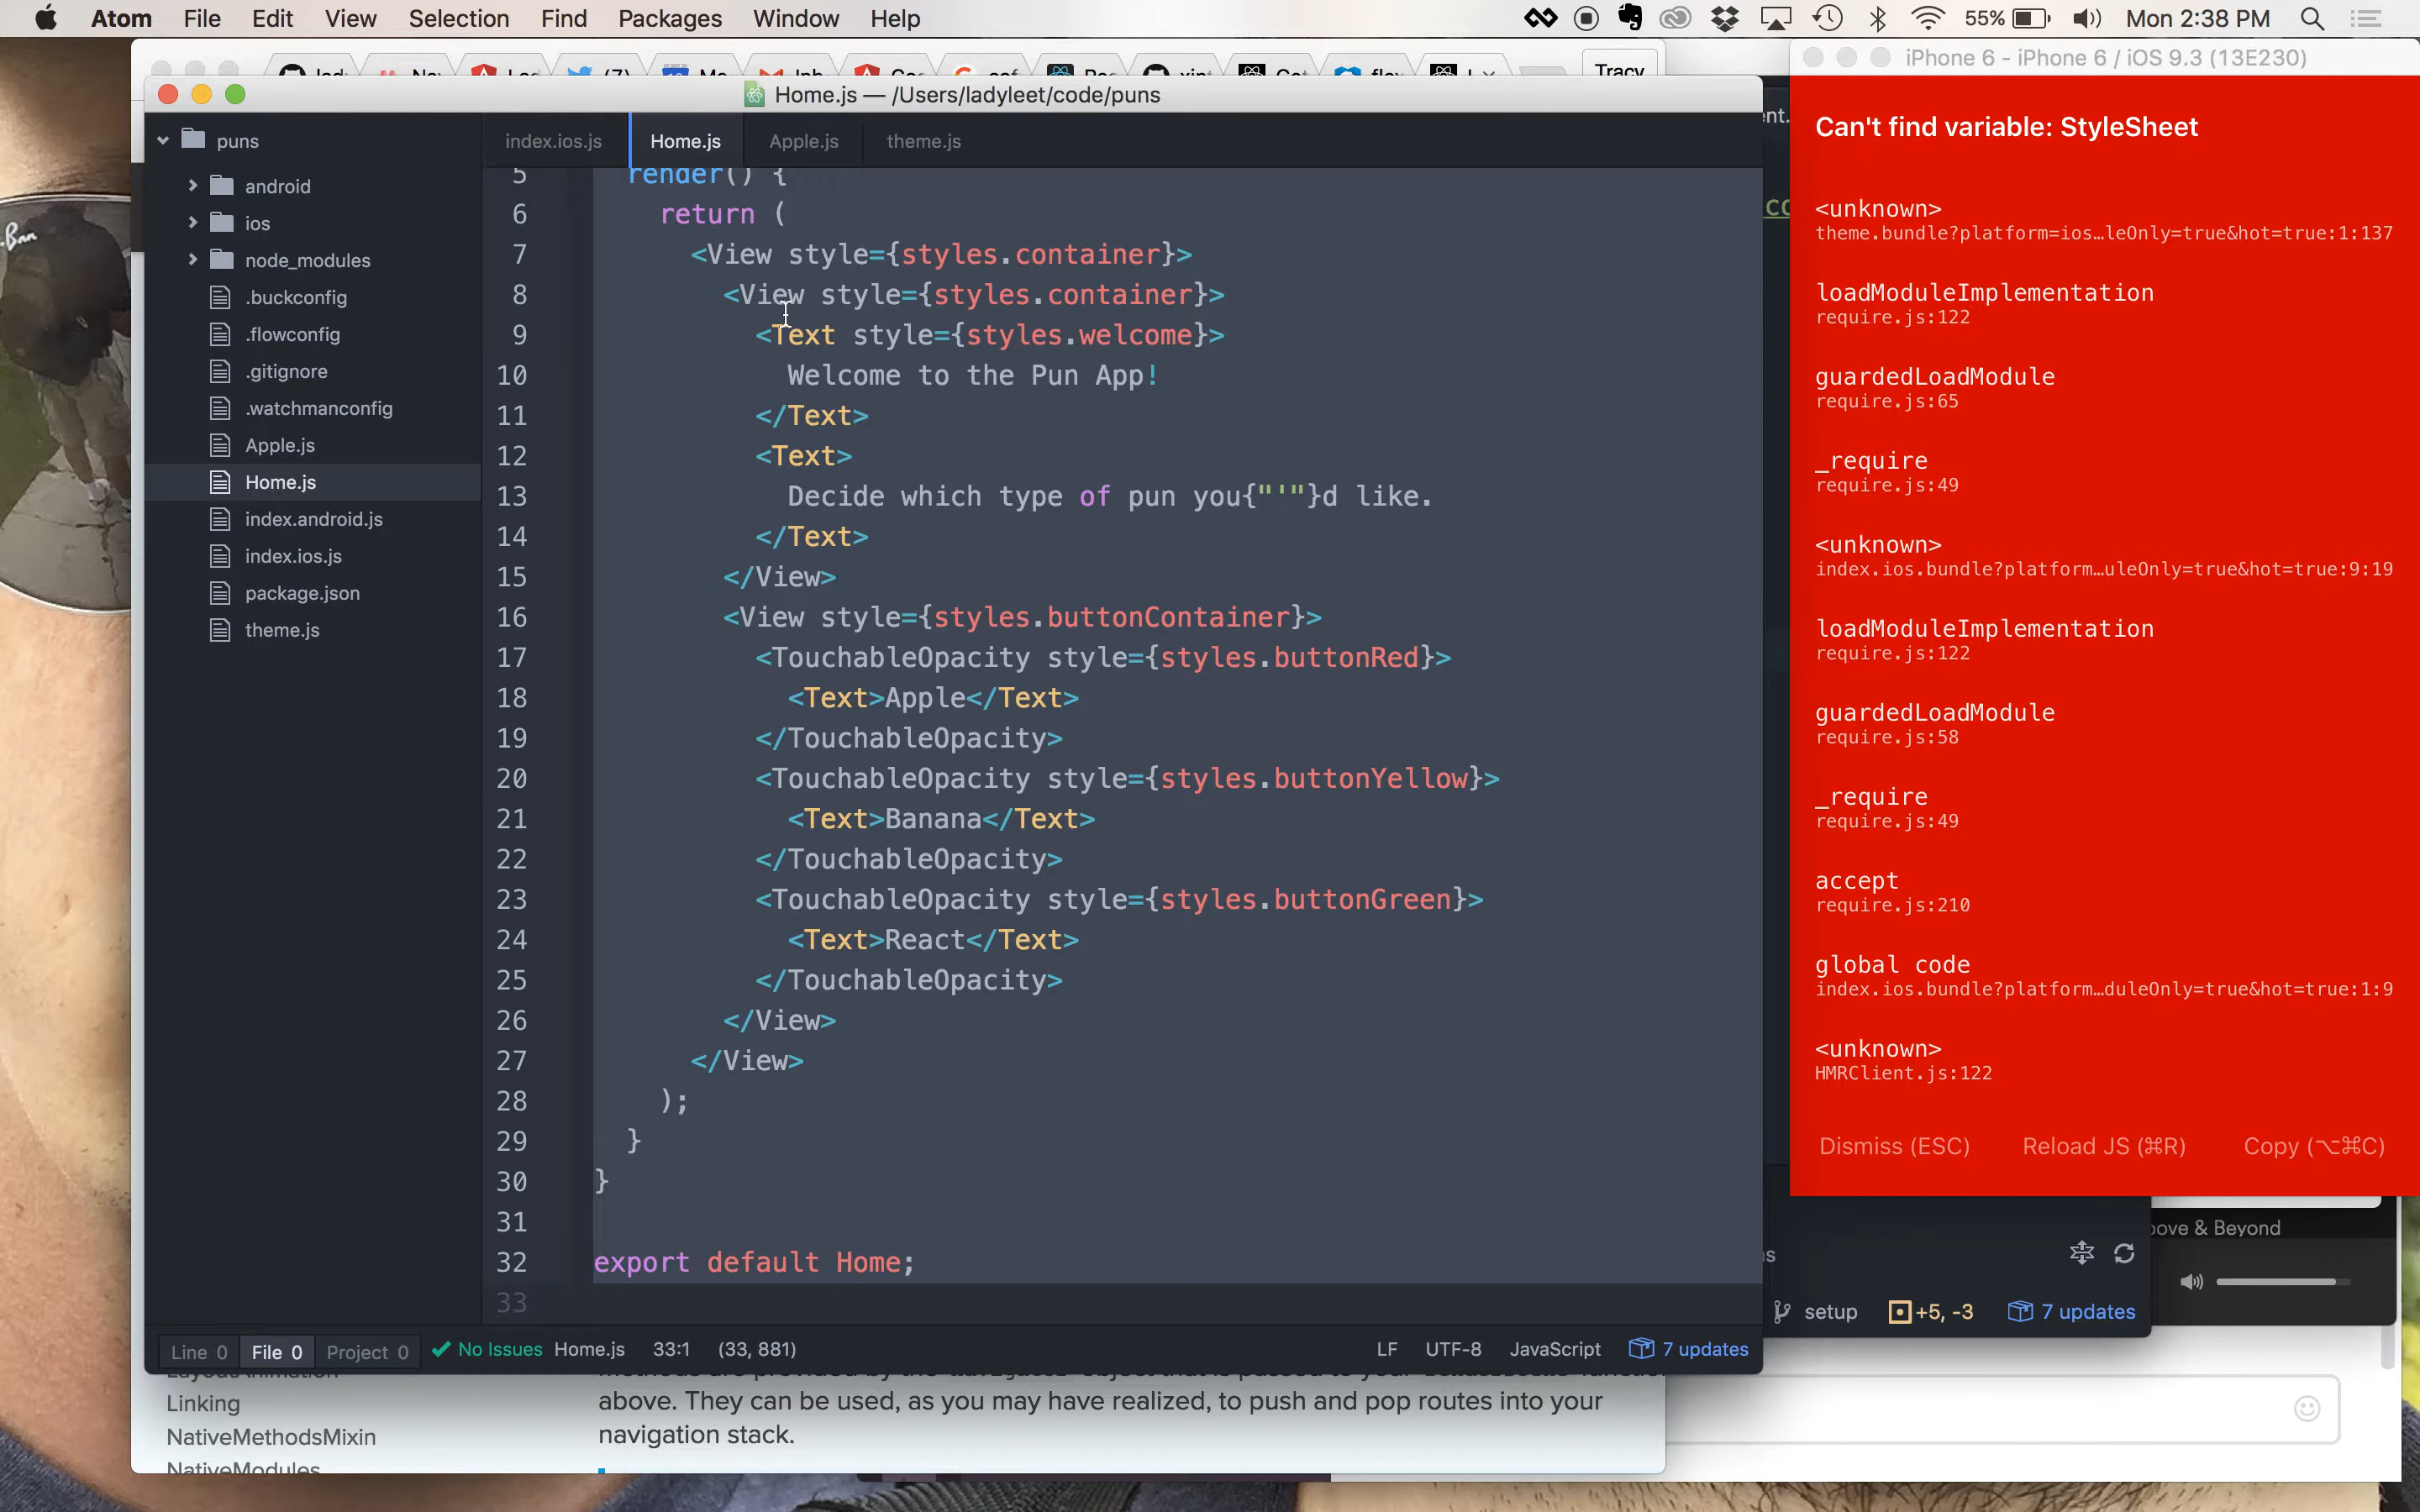 Atom File Edit View Selection Find Packages Window Help
55% Mon 2:38 PM
Tracy
iPhone 6 - iPhone 6 / iOS 9.3 (13E230)
Home.js — /Users/ladyleet/code/puns
puns
android
ios
node_modules
.buckconfig
.flowconfig
.gitignore
.watchmanconfig
Apple.js
Home.js
index.android.js
index.ios.js
package.json
theme.js
index.ios.js Home.js Apple.js theme.js
5 render() {
6 return (
7 <View style={styles.container}>
8 <View style={styles.container}>
9 <Text style={styles.welcome}>
10 Welcome to the Pun App!
11 </Text>
12 <Text>
13 Decide which type of pun you{"'"}d like.
14 </Text>
15 </View>
16 <View style={styles.buttonContainer}>
17 <TouchableOpacity style={styles.buttonRed}>
18 <Text>Apple</Text>
19 </TouchableOpacity>
20 <TouchableOpacity style={styles.buttonYellow}>
21 <Text>Banana</Text>
22 </TouchableOpacity>
23 <TouchableOpacity style={styles.buttonGreen}>
24 <Text>React</Text>
25 </TouchableOpacity>
26 </View>
27 </View>
28 );
29 }
30 }
31
32 export default Home;
33
Line 0 File 0 Project 0 No Issues Home.js 33:1 (33, 881) LF UTF-8 JavaScript 7 updates
Can't find variable: StyleSheet
<unknown>
theme.bundle?platform=ios…leOnly=true&hot=true:1:137
loadModuleImplementation
require.js:122
guardedLoadModule
require.js:65
_require
require.js:49
<unknown>
index.ios.bundle?platform…uleOnly=true&hot=true:9:19
loadModuleImplementation
require.js:122
guardedLoadModule
require.js:58
_require
require.js:49
accept
require.js:210
global code
index.ios.bundle?platform…duleOnly=true&hot=true:1:9
<unknown>
HMRClient.js:122
Dismiss (ESC) Reload JS (⌘R) Copy (⌥⌘C)
ove & Beyond
setup +5, -3 7 updates
Linking
NativeMethodsMixin
NativeModules
above. They can be used, as you may have realized, to push and pop routes into your
navigation stack.